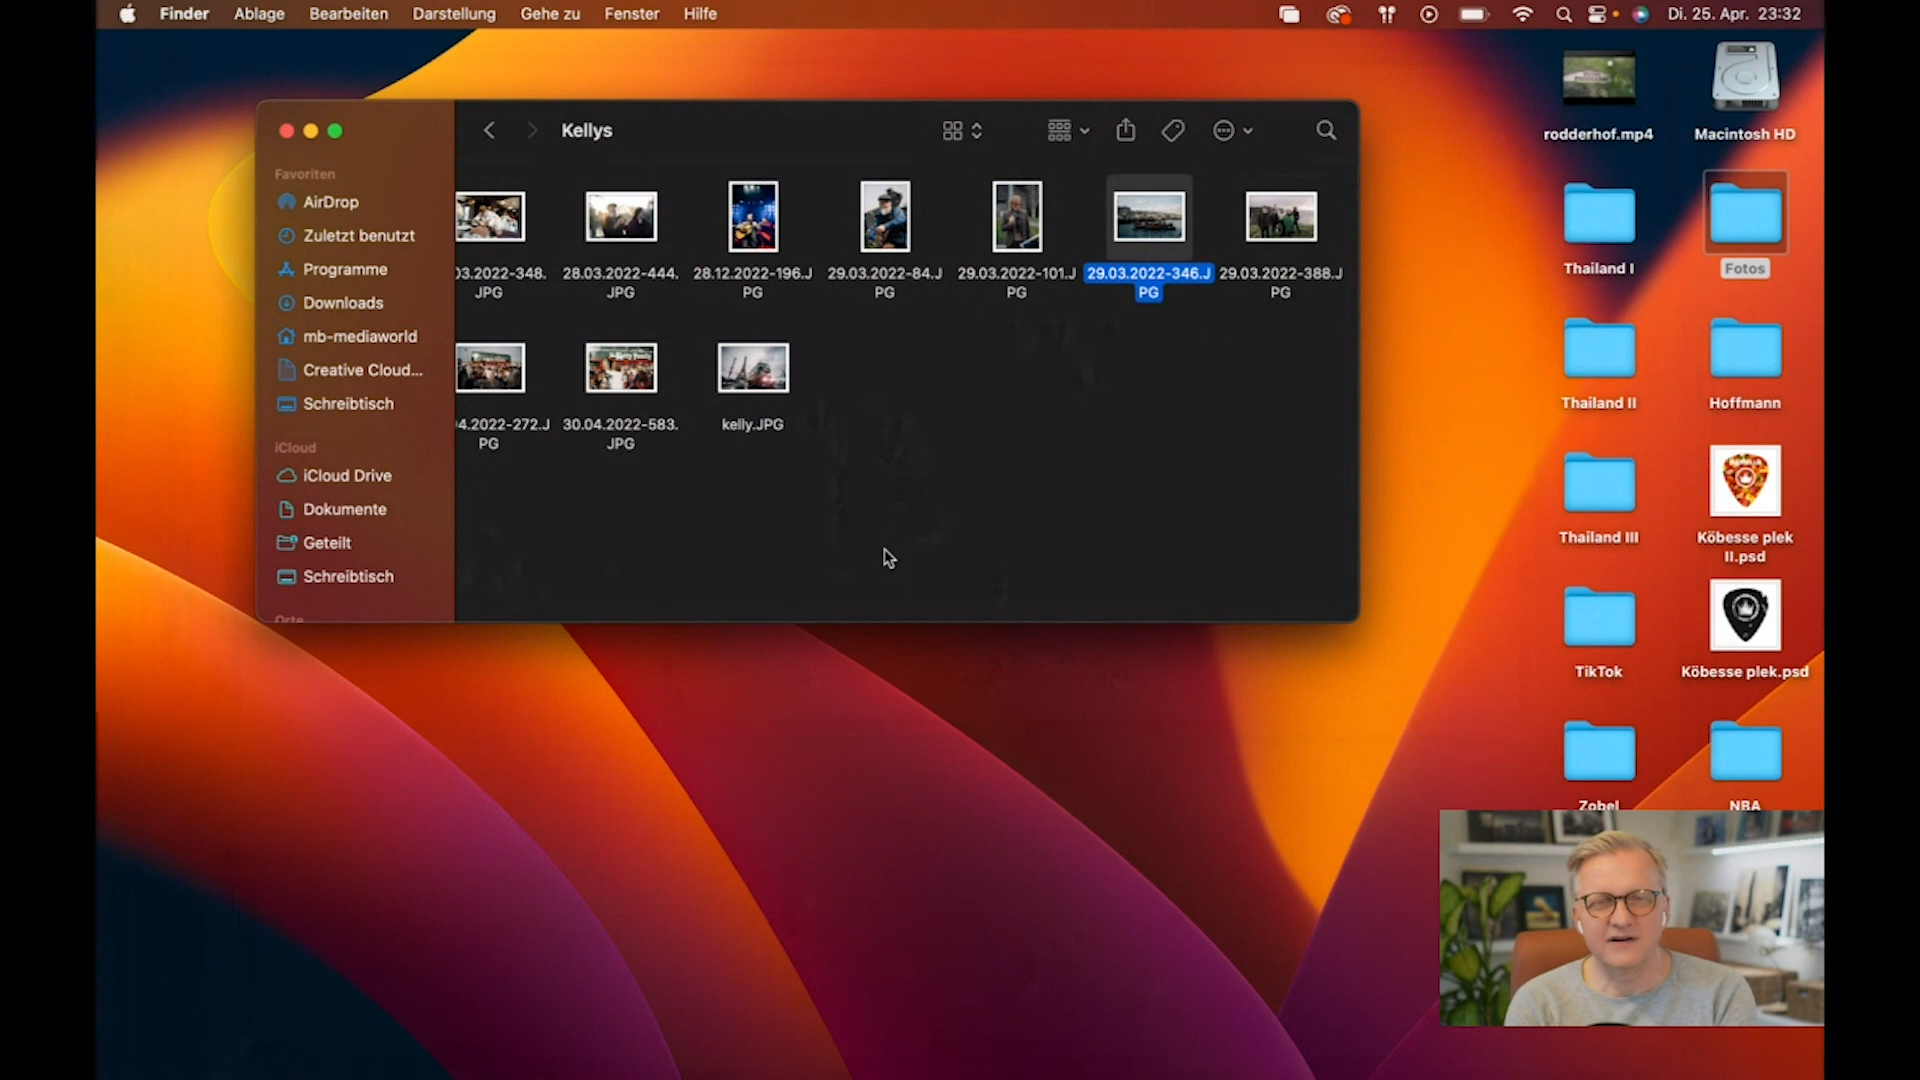 Finder Ablage Bearbeiten Darstellung Gehe zu Fenster Hilfe Di. 25. Apr. 23:32
Kellys
Favoriten
AirDrop
Zuletzt benutzt
Programme
Downloads
mb-mediaworld
Creative Cloud...
Schreibtisch
iCloud
iCloud Drive
Dokumente
Geteilt
Schreibtisch
Orte
03.2022-348. 28.03.2022-444. 28.12.2022-196.J 29.03.2022-84.J 29.03.2022-101.J 29.03.2022-346.J 29.03.2022-388.J
JPG JPG PG PG PG PG PG
04.2022-272.J 30.04.2022-583. kelly.JPG
PG JPG
rodderhof.mp4 Macintosh HD
Thailand I Fotos
Thailand II Hoffmann
Thailand III Köbesse plek
II.psd
TikTok Köbesse plek.psd
Zobel NBA